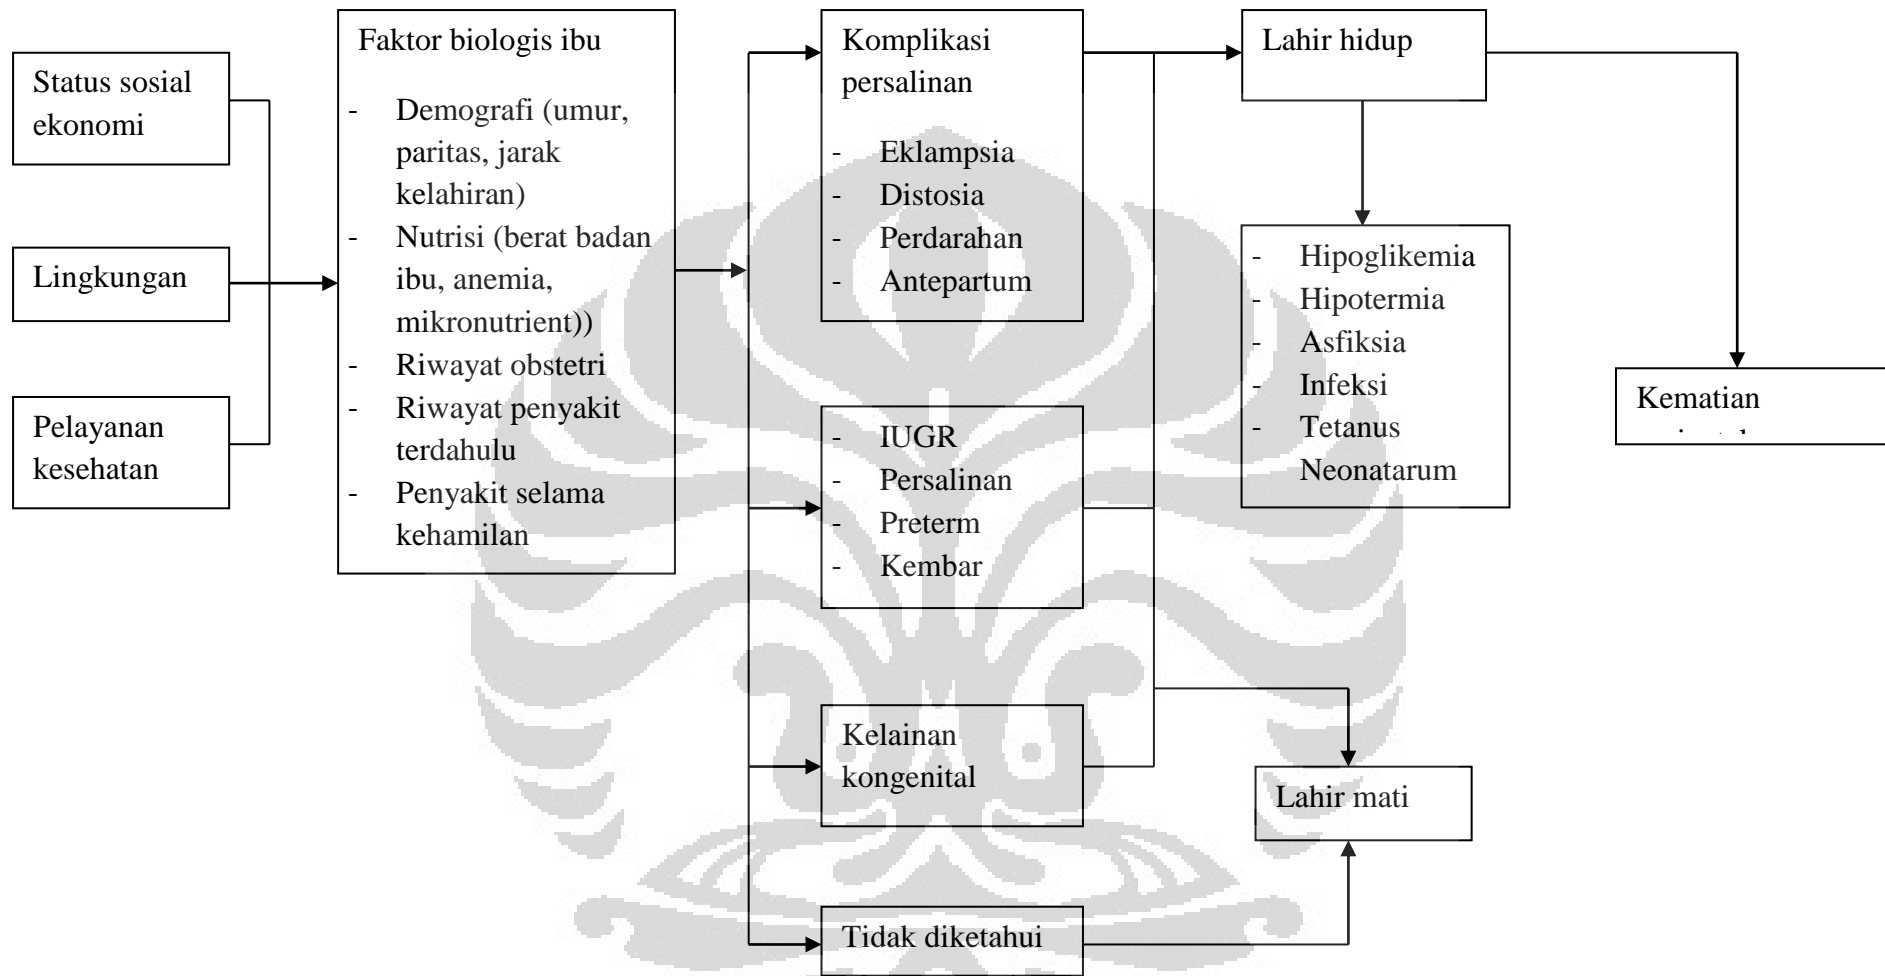 Status sosial
ekonomi
Lingkungan
Pelayanan
kesehatan
Faktor biologis ibu
- Demografi (umur,
paritas, jarak
kelahiran)
- Nutrisi (berat badan
ibu, anemia,
mikronutrient))
- Riwayat obstetri
- Riwayat penyakit
terdahulu
- Penyakit selama
kehamilan
Komplikasi
persalinan
- Eklampsia
- Distosia
- Perdarahan
- Antepartum
- IUGR
- Persalinan
- Preterm
- Kembar
Kelainan
kongenital
Tidak diketahui
Lahir hidup
- Hipoglikemia
- Hipotermia
- Asfiksia
- Infeksi
- Tetanus
Neonatarum
Lahir mati
Kematian